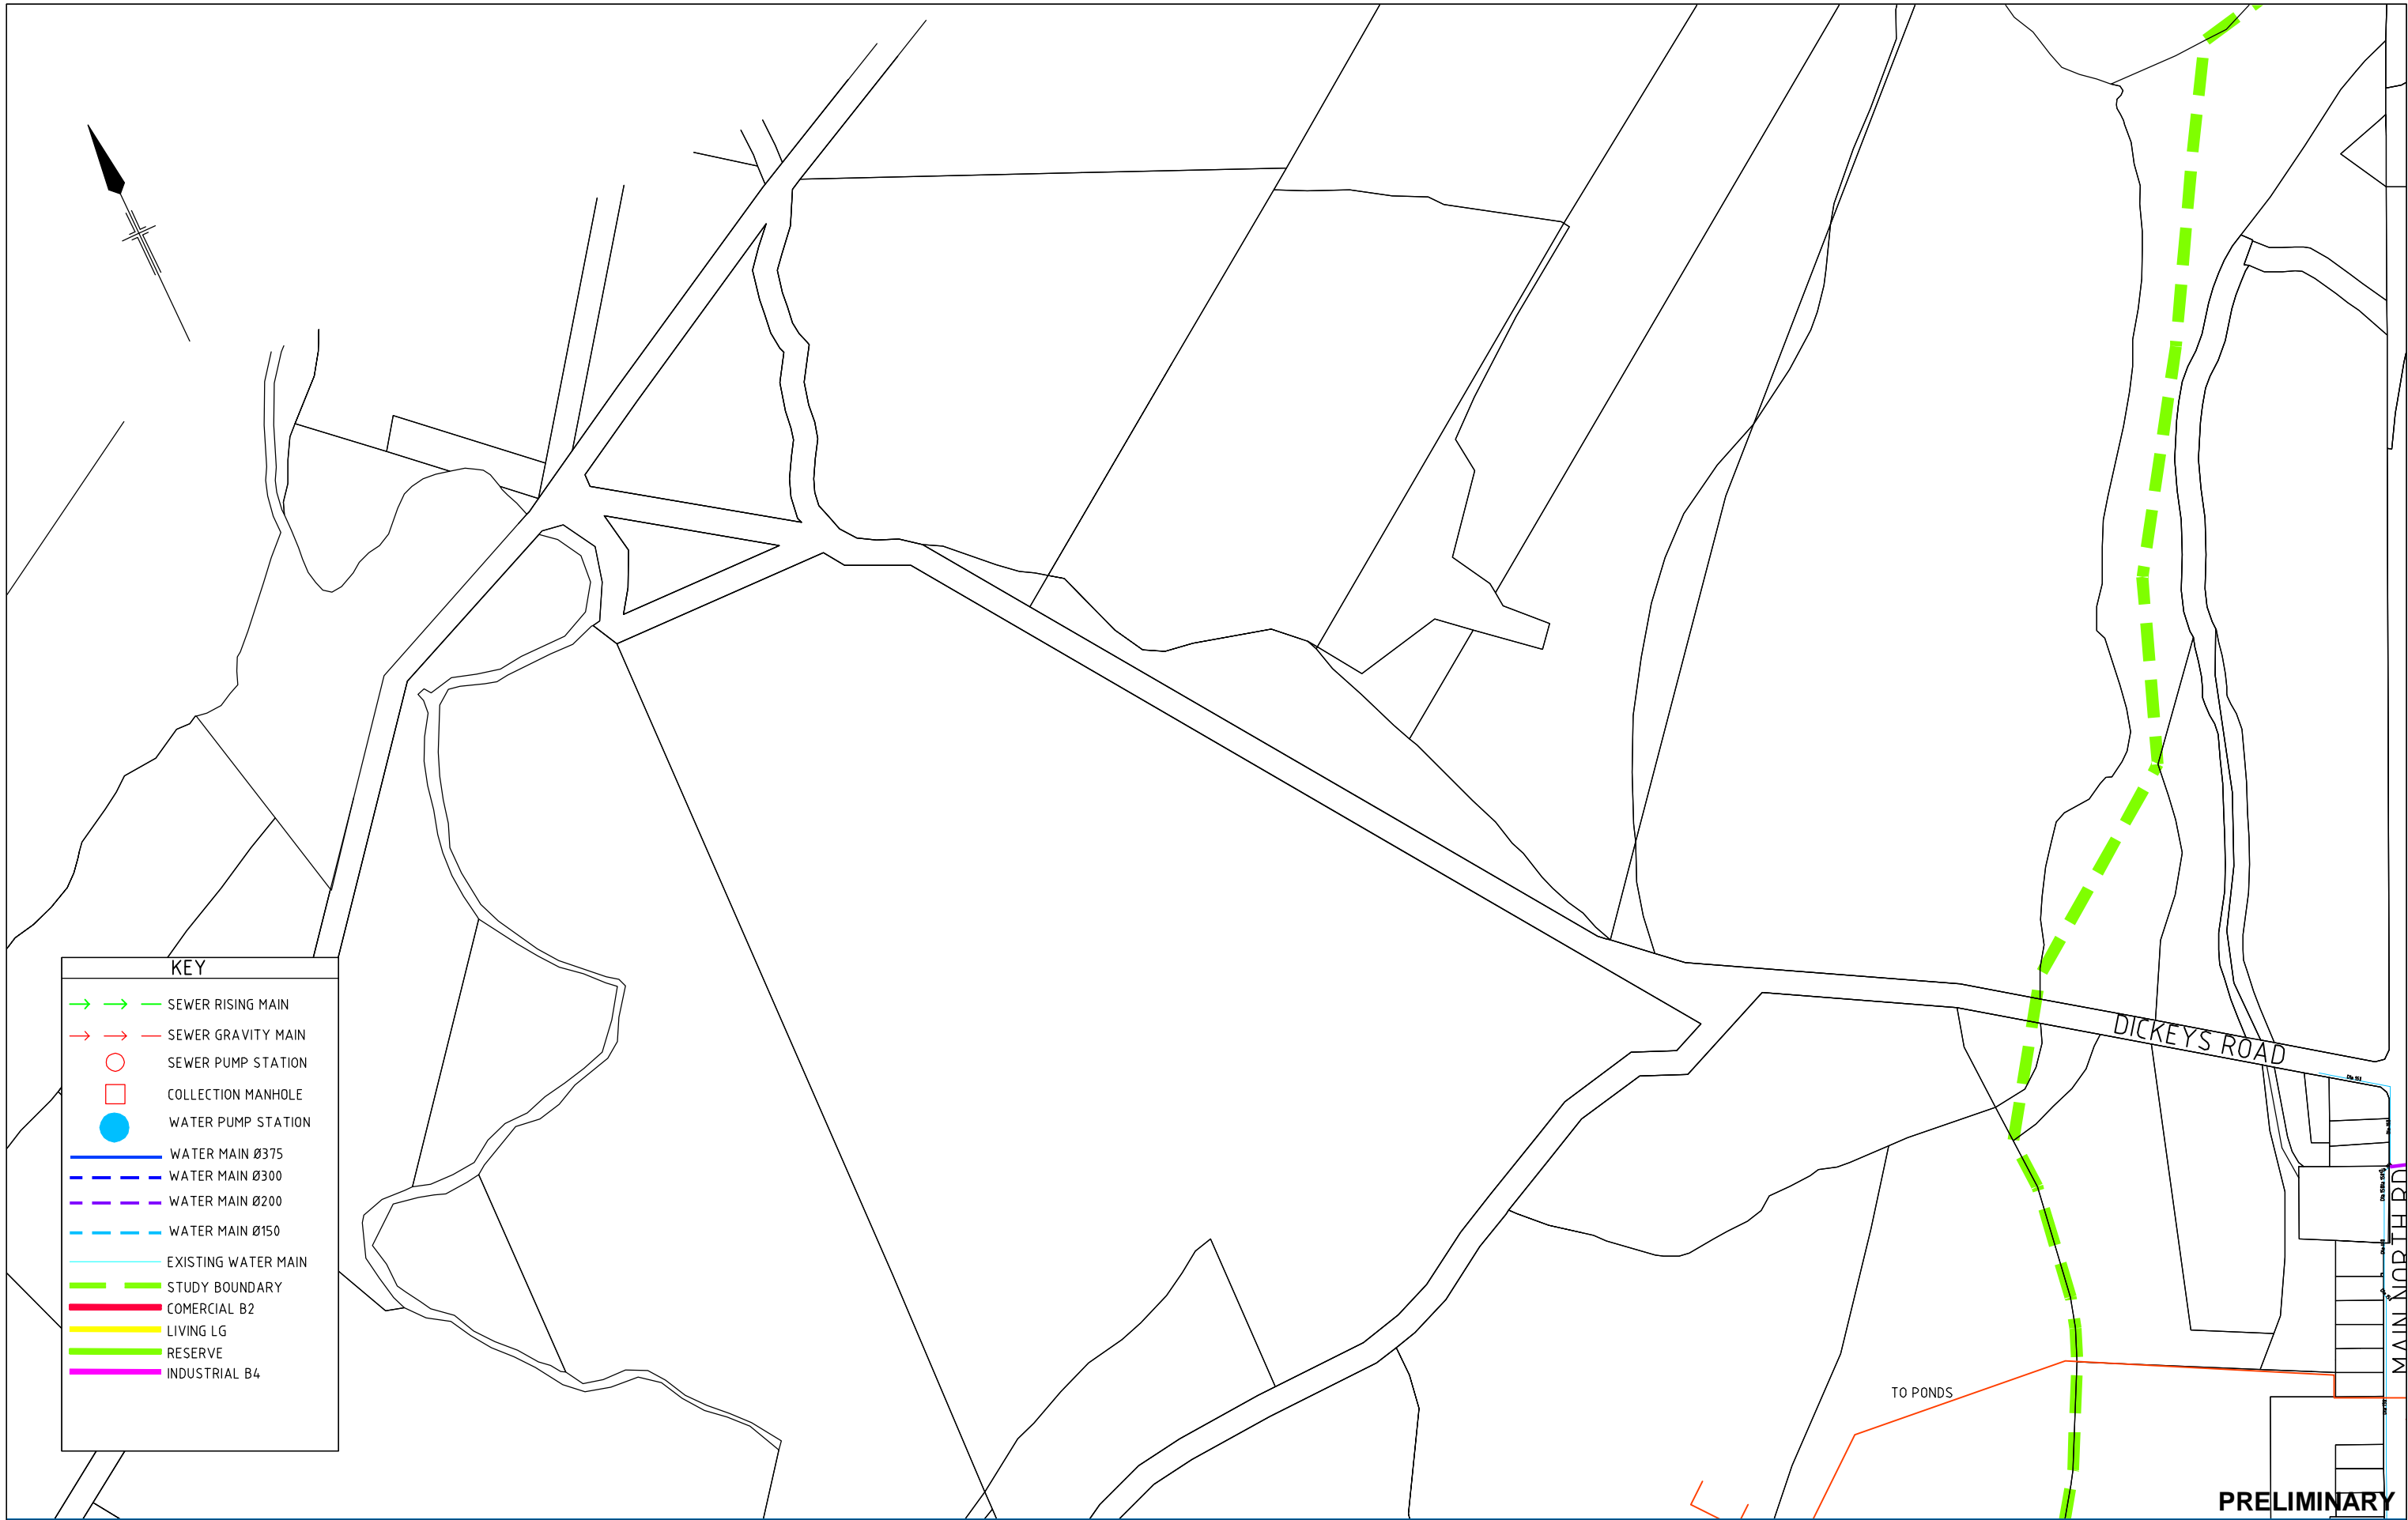 KEY
SEWER RISING MAIN
SEWER GRAVITY MAIN
SEWER PUMP STATION
COLLECTION MANHOLE
WATER PUMP STATION
WATER MAIN Ø375
WATER MAIN Ø300
WATER MAIN Ø200
WATER MAIN Ø150
EXISTING WATER MAIN
STUDY BOUNDARY
COMERCIAL B2
LIVING LG
RESERVE
INDUSTRIAL B4
DICKEYS ROAD
MAIN NORTH RD
TO PONDS
PRELIMINARY